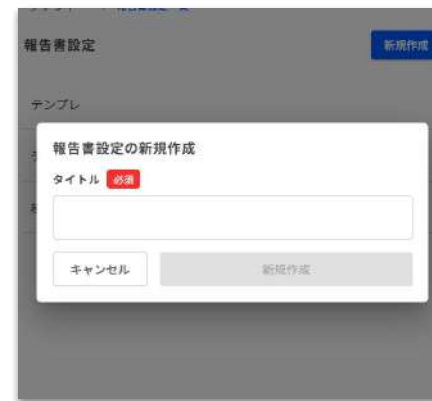 報告書設定
新規作成
テンプレ
報告書設定の新規作成
タイトル 必須
キャンセル 新規作成